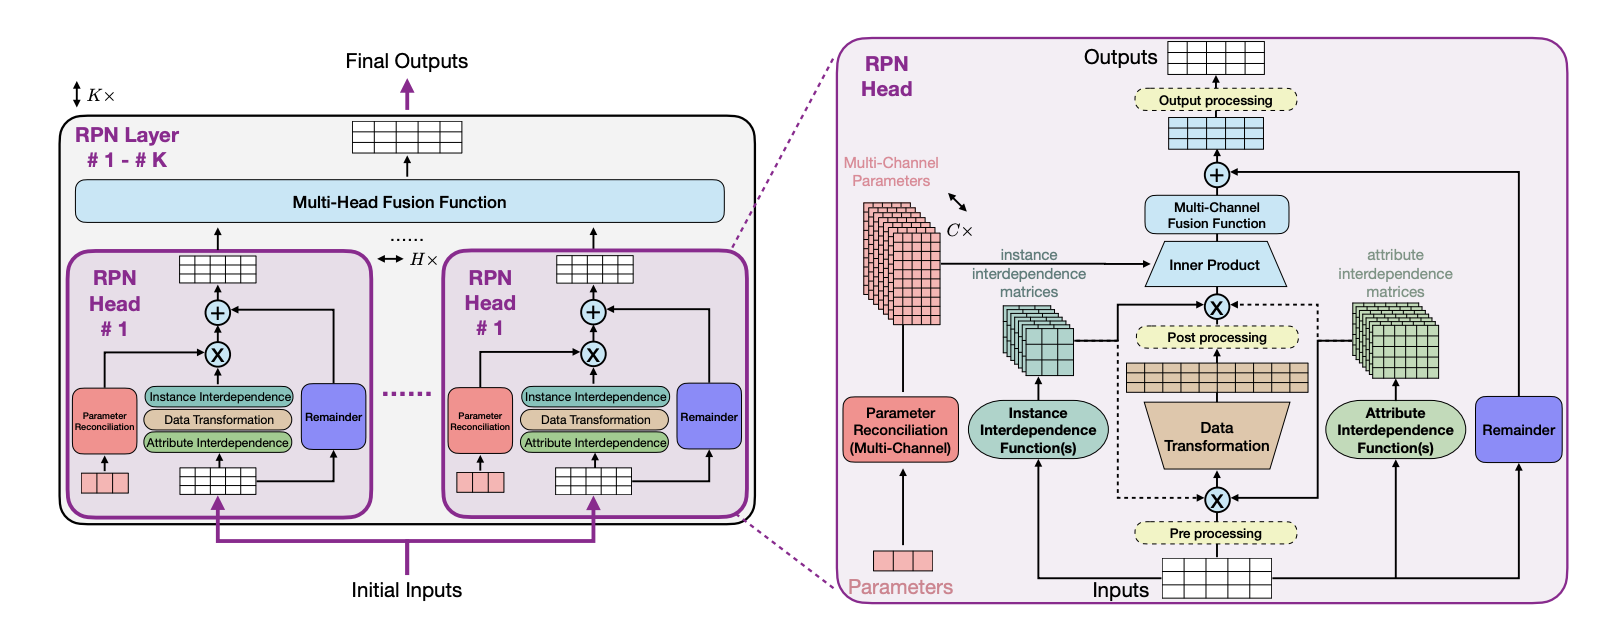 Final Outputs
K×
RPN Layer
# 1 - # K
Multi-Head Fusion Function
......
H×
RPN
Head
# 1
Parameter
Reconciliation
Instance Interdependence
Data Transformation
Attribute Interdependence
Remainder
......
RPN
Head
# 1
Parameter
Reconciliation
Instance Interdependence
Data Transformation
Attribute Interdependence
Remainder
Initial Inputs
RPN
Head
Outputs
Output processing
Multi-Channel
Parameters
C×
Multi-Channel
Fusion Function
Inner Product
instance
interdependence
matrices
attribute
interdependence
matrices
Post processing
Parameter
Reconciliation
(Multi-Channel)
Instance
Interdependence
Function(s)
Data
Transformation
Attribute
Interdependence
Function(s)
Remainder
Pre processing
Parameters
Inputs